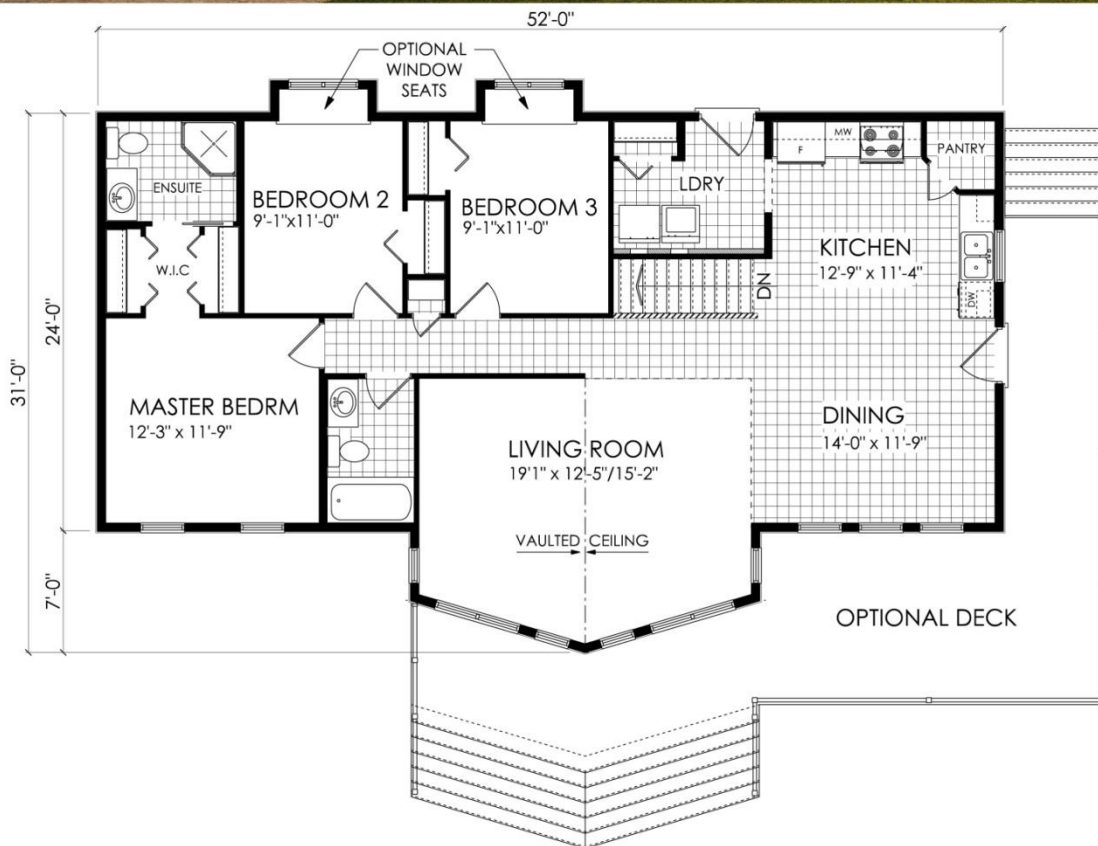 52'-0"
OPTIONAL
WINDOW
SEATS
ENSUITE
W.I.C
BEDROOM 2
9'-1"x11'-0"
BEDROOM 3
9'-1"x11'-0"
LDRY
F
MW
PANTRY
KITCHEN
12'-9" x 11'-4"
DW
DN
24'-0"
31'-0"
7'-0"
MASTER BEDRM
12'-3" x 11'-9"
LIVING ROOM
19'1" x 12'-5"/15'-2"
DINING
14'-0" x 11'-9"
VAULTED CEILING
OPTIONAL DECK